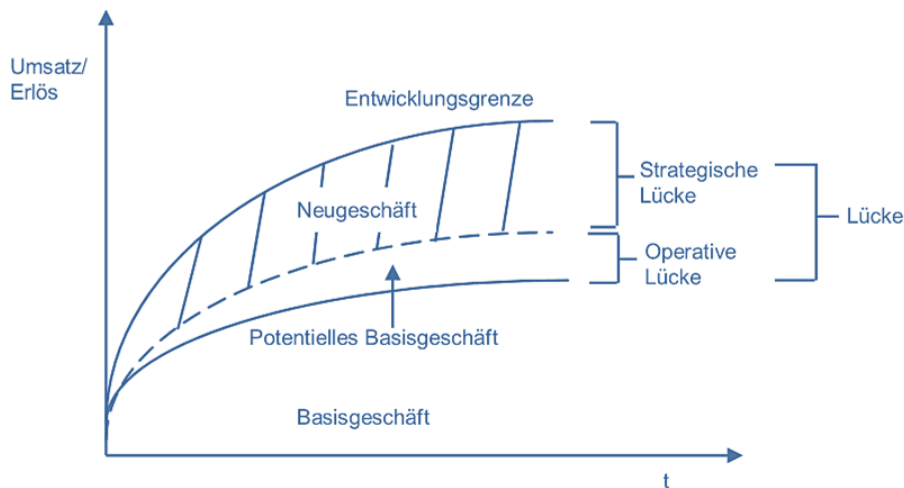 Umsatz/
Erlös
Entwicklungsgrenze
Strategische
Lücke
Neugeschäft
Lücke
Operative
Lücke
Potentielles Basisgeschäft
Basisgeschäft
t